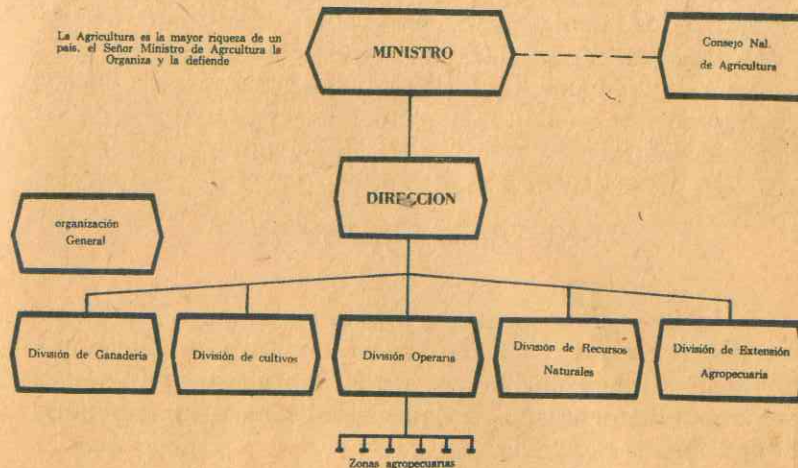 La Agricultura es la mayor riqueza de un
país, el Señor Ministro de Agrcultura la
Organiza y la defiende
MINISTRO
Consejo Nal.
de Agricultura
DIRECCION
organización
General
División de Ganadería
División de cultivos
División Operaria
División de Recursos
Naturales
División de Extensión
Agropecuaria
Zonas agropecuarias